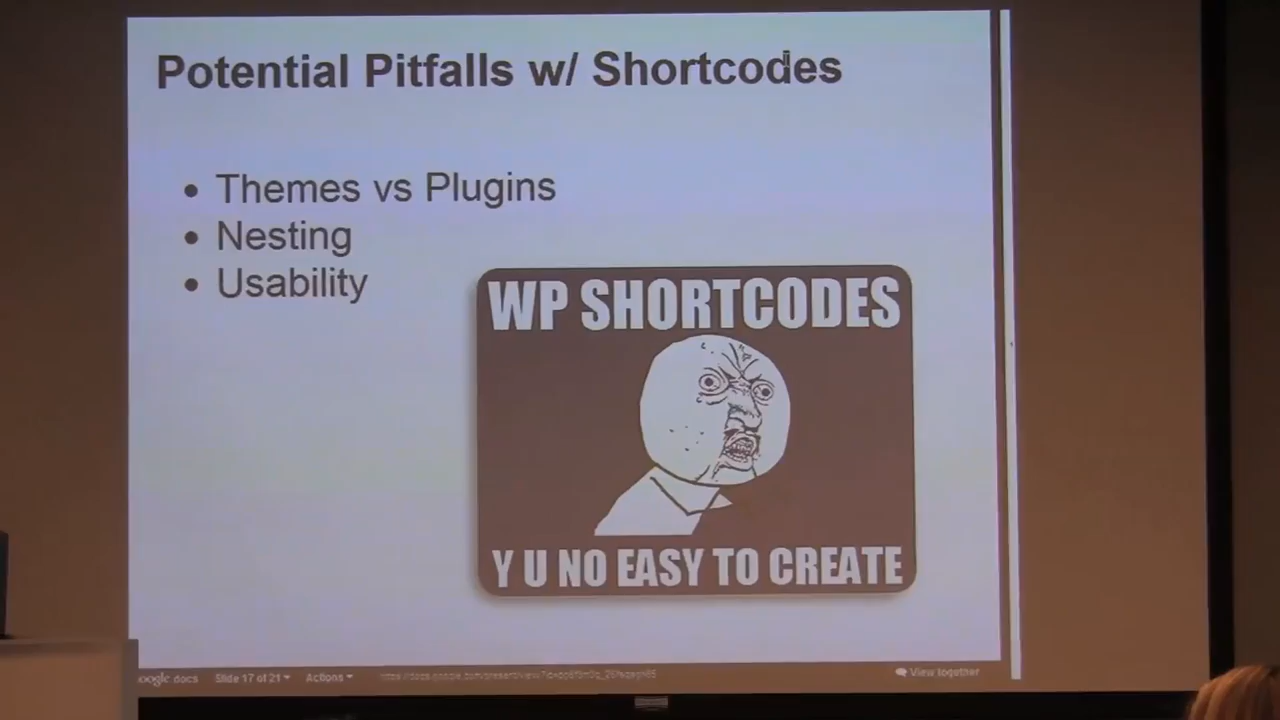 Potential Pitfalls w/ Shortcodes
• Themes vs Plugins
• Nesting
• Usability
WP SHORTCODES
Y U NO EASY TO CREATE
oogle docs Slide 17 of 21 Actions View together